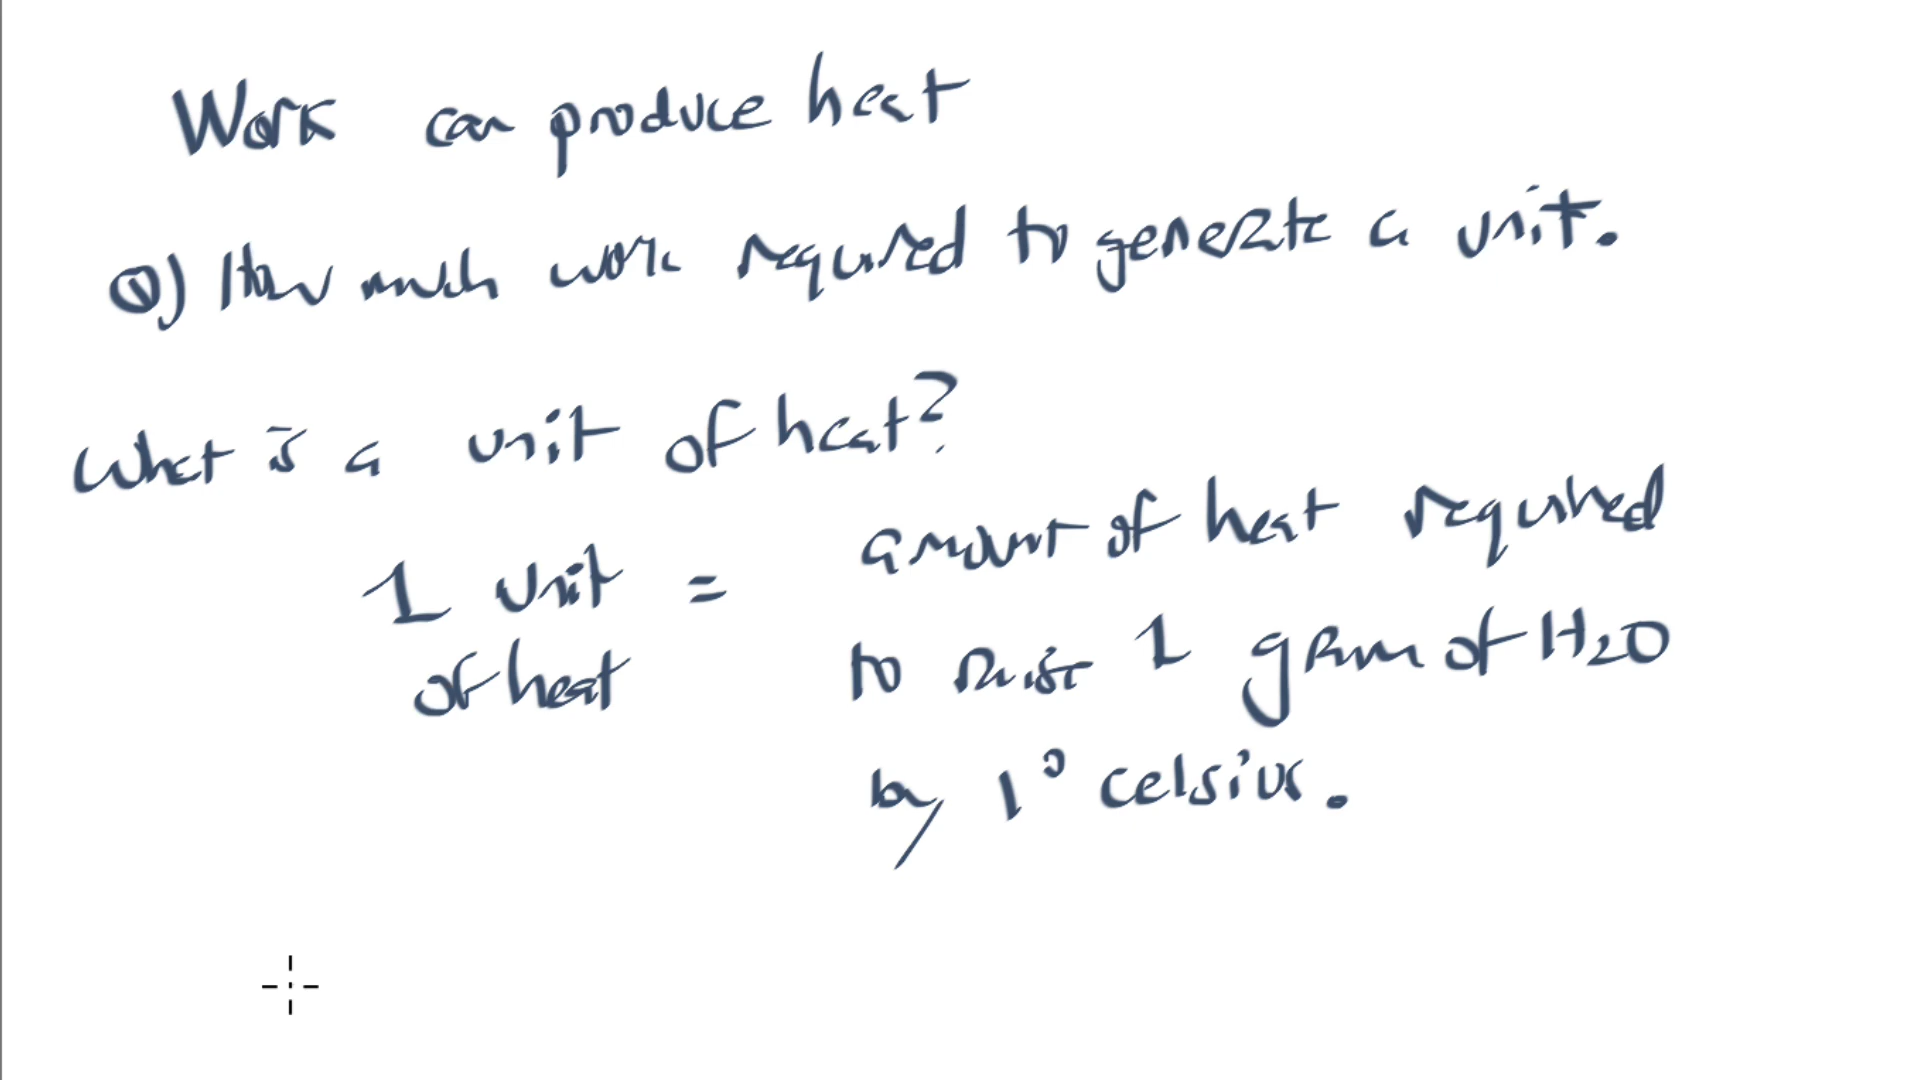 Work can produce heat
Q) How much work required to generate a unit.
What is a unit of heat?
1 unit = amount of heat required
of heat to raise 1 gram of H2O
by 1° celsius.